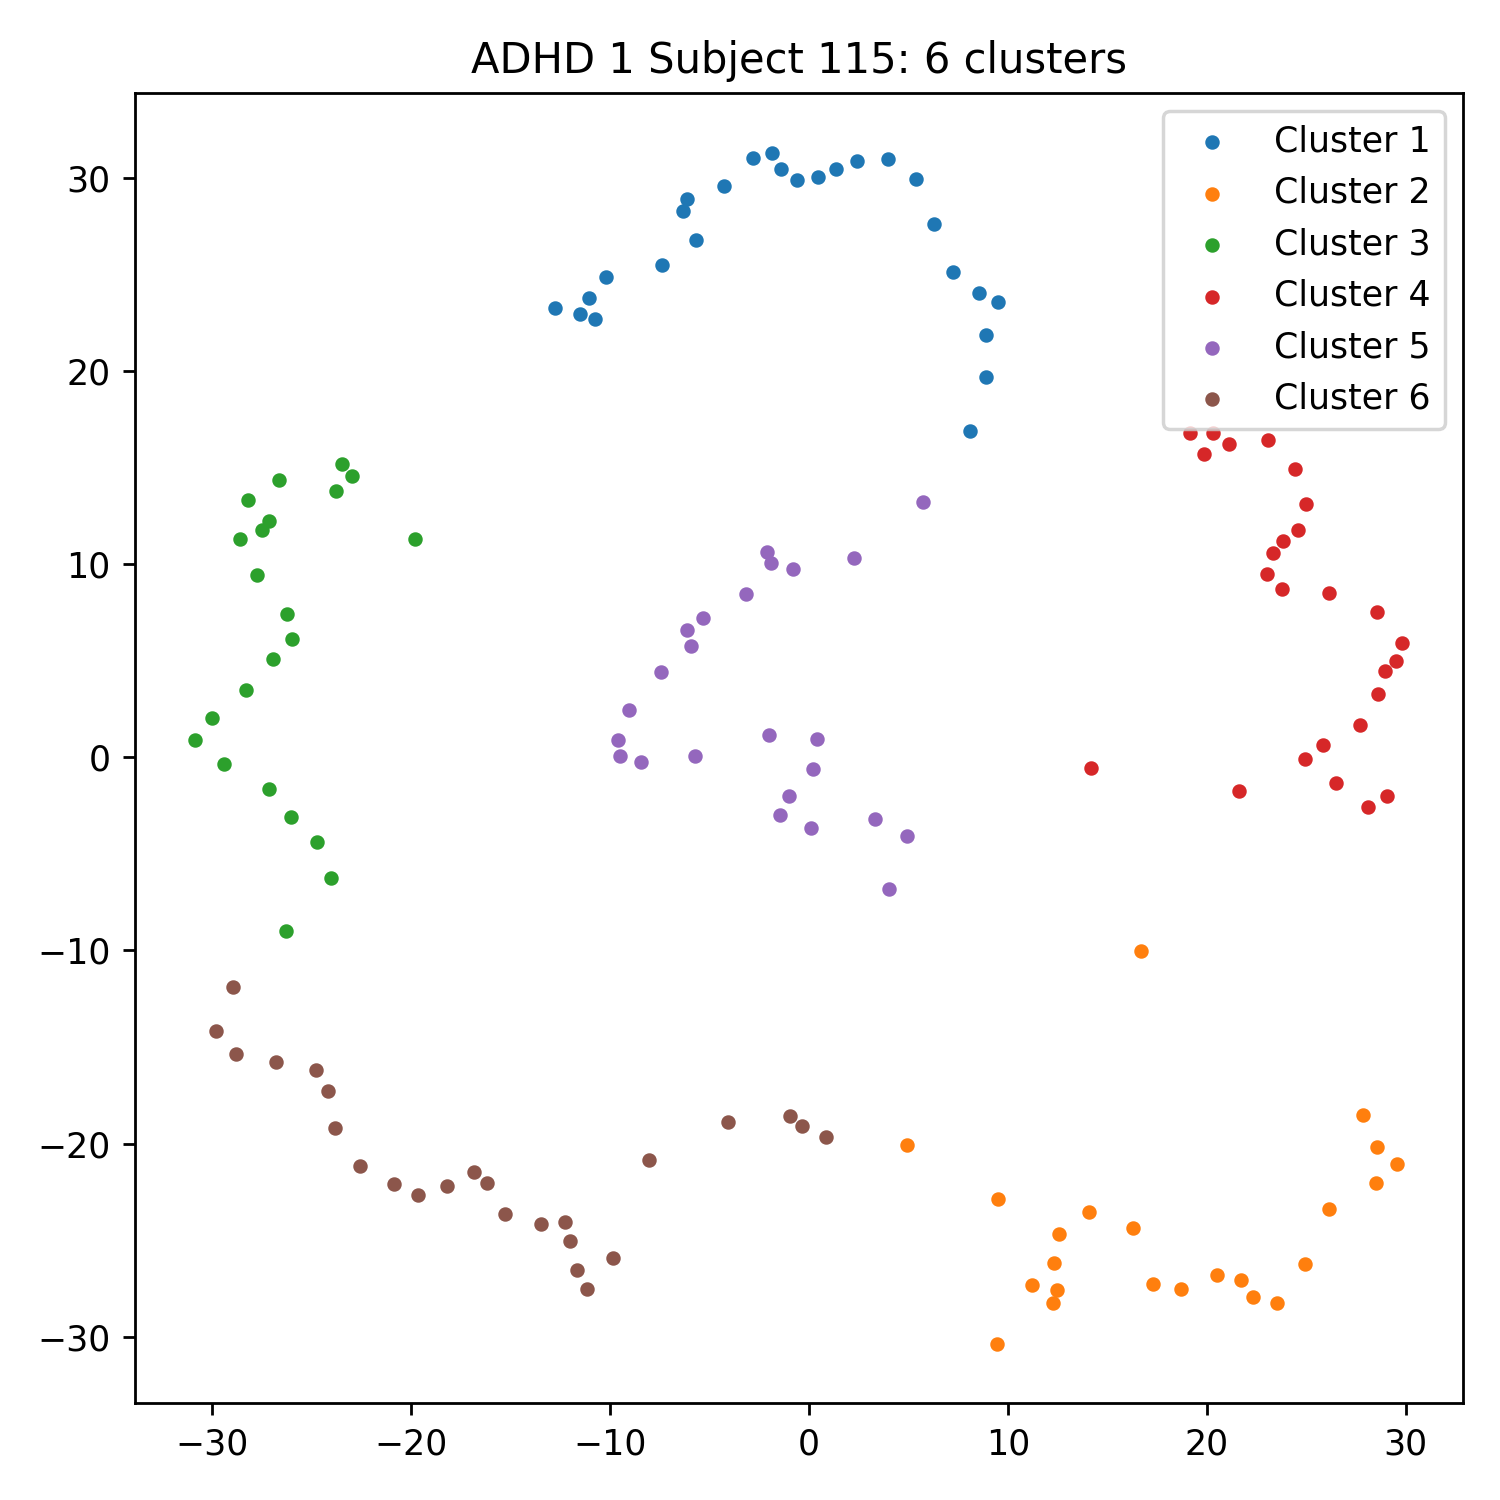 ADHD 1 Subject 115: 6 clusters
Cluster 1
Cluster 2
Cluster 3
Cluster 4
Cluster 5
Cluster 6
30
20
10
0
−10
−20
−30
−30 −20 −10 0 10 20 30